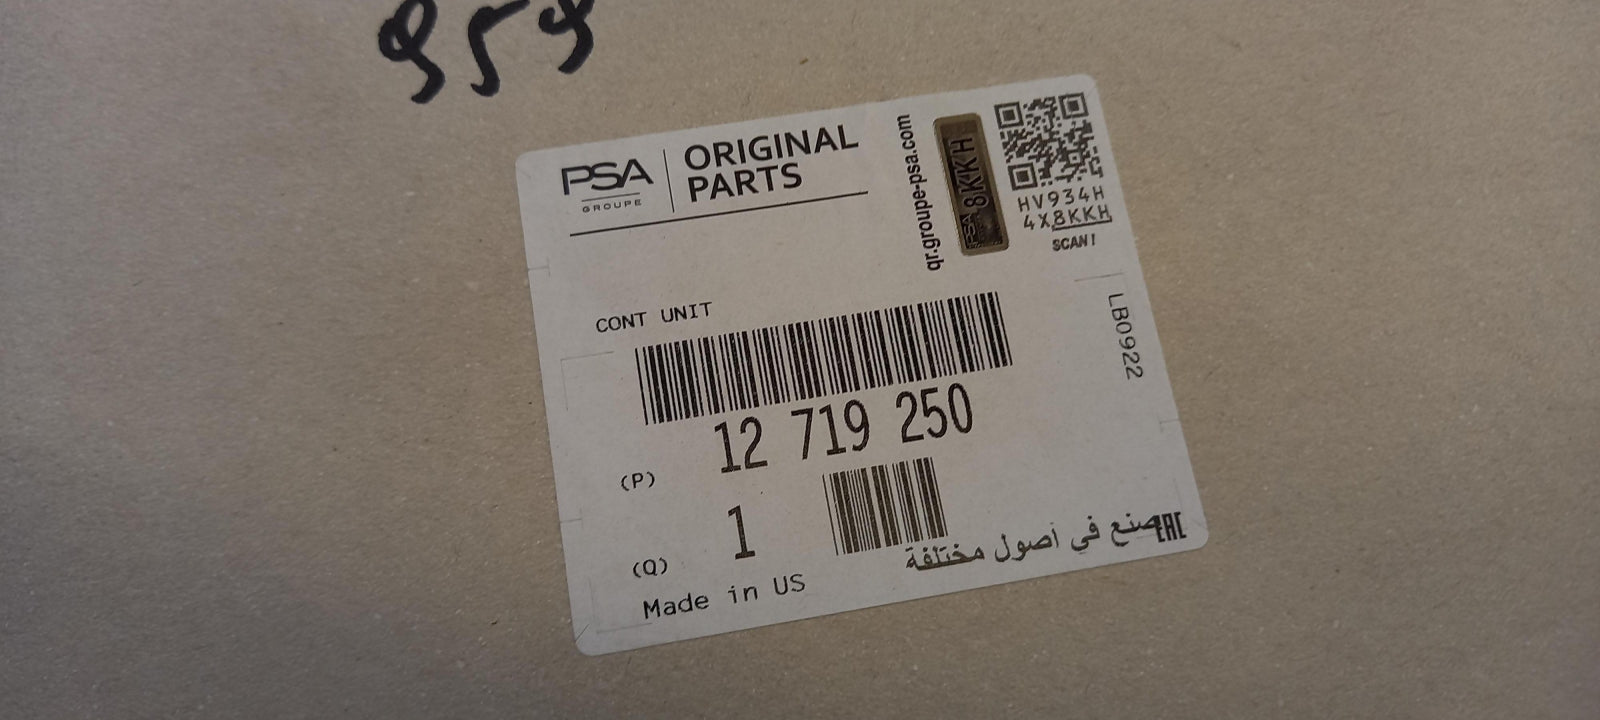 959
PSA
GROUPE
ORIGINAL
PARTS
qr.groupe-psa.com
PSA 8KKH
HV934H
4X8KKH
SCAN!
CONT UNIT
LB0922
12 719 250
(P)
1
(Q)
Made in US
صنع في أصول مختلفة
EAC